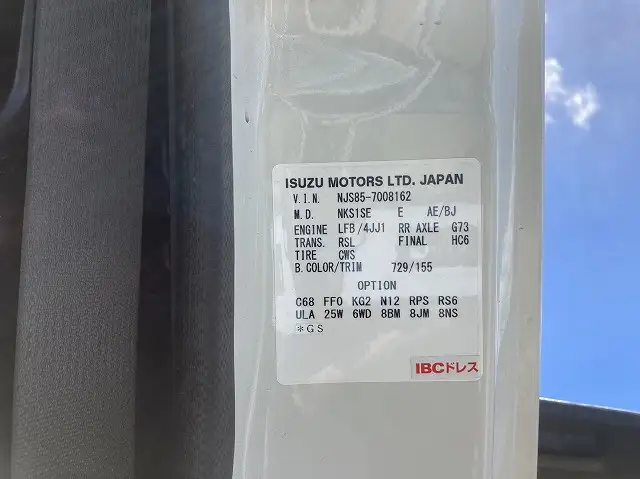 ISUZU MOTORS LTD. JAPAN
V.I.N. NJS85-7008162
M.D. NKS1SE E AE/BJ
ENGINE LFB/4JJ1 RR AXLE G73
TRANS. RSL FINAL HC6
TIRE CWS
B.COLOR/TRIM 729/155
OPTION
C68 FF0 KG2 N12 RPS RS6
ULA 25W 6WD 8BM 8JM 8NS
*GS
IBCドレス